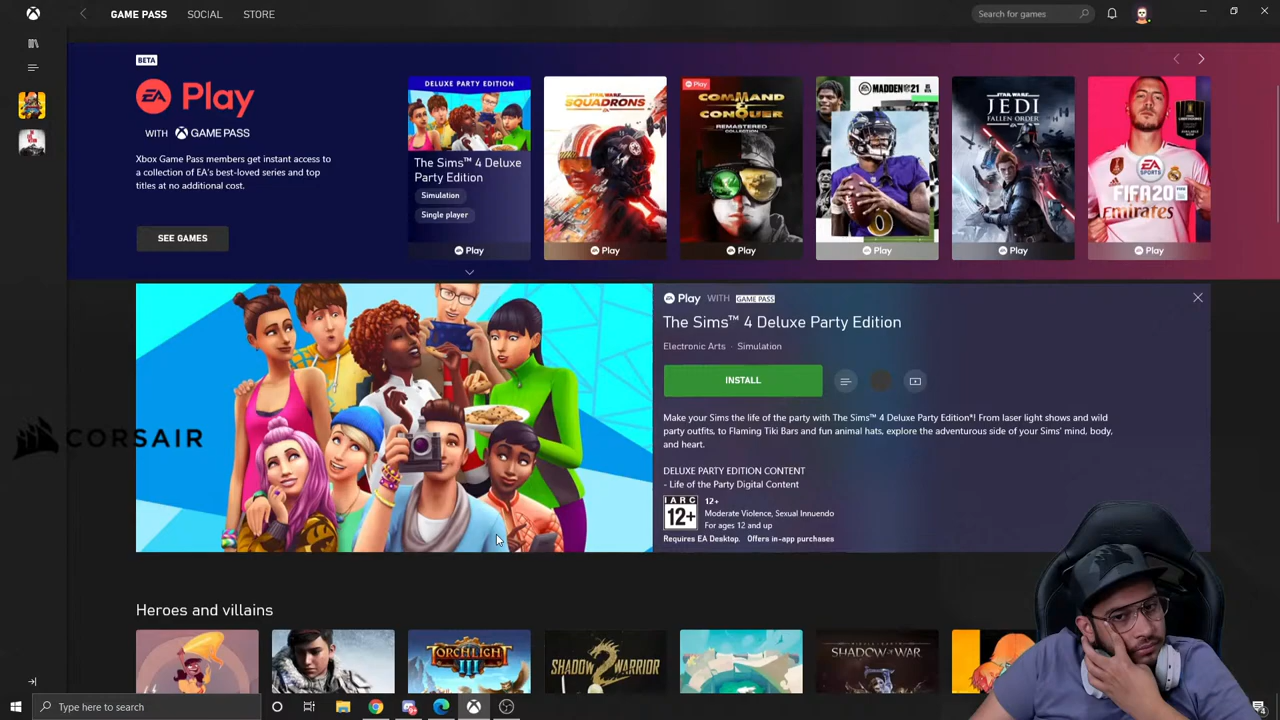 GAME PASS
SOCIAL
STORE
Search for games
BETA
EA Play
WITH GAME PASS
Xbox Game Pass members get instant access to
a collection of EA's best-loved series and top
titles at no additional cost.
SEE GAMES
DELUXE PARTY EDITION
The Sims™ 4 Deluxe
Party Edition
Simulation
Single player
Play
STAR WARS
SQUADRONS
Play
Play
COMMAND
& CONQUER
REMASTERED
COLLECTION
Play
MADDEN 21
Play
STAR WARS
JEDI
FALLEN ORDER
Play
EA
SPORTS
FIFA 20
Emirates
Play
Play WITH GAME PASS
The Sims™ 4 Deluxe Party Edition
Electronic Arts · Simulation
INSTALL
Make your Sims the life of the party with The Sims™ 4 Deluxe Party Edition*! From laser light shows and wild
party outfits, to Flaming Tiki Bars and fun animal hats, explore the adventurous side of your Sims' mind, body,
and heart.
DELUXE PARTY EDITION CONTENT
- Life of the Party Digital Content
IARC
12+
12+
Moderate Violence, Sexual Innuendo
For ages 12 and up
Requires EA Desktop. Offers in-app purchases
CORSAIR
Heroes and villains
TORCHLIGHT
III
SHADOW WARRIOR
2
SHADOW OF WAR
Type here to search